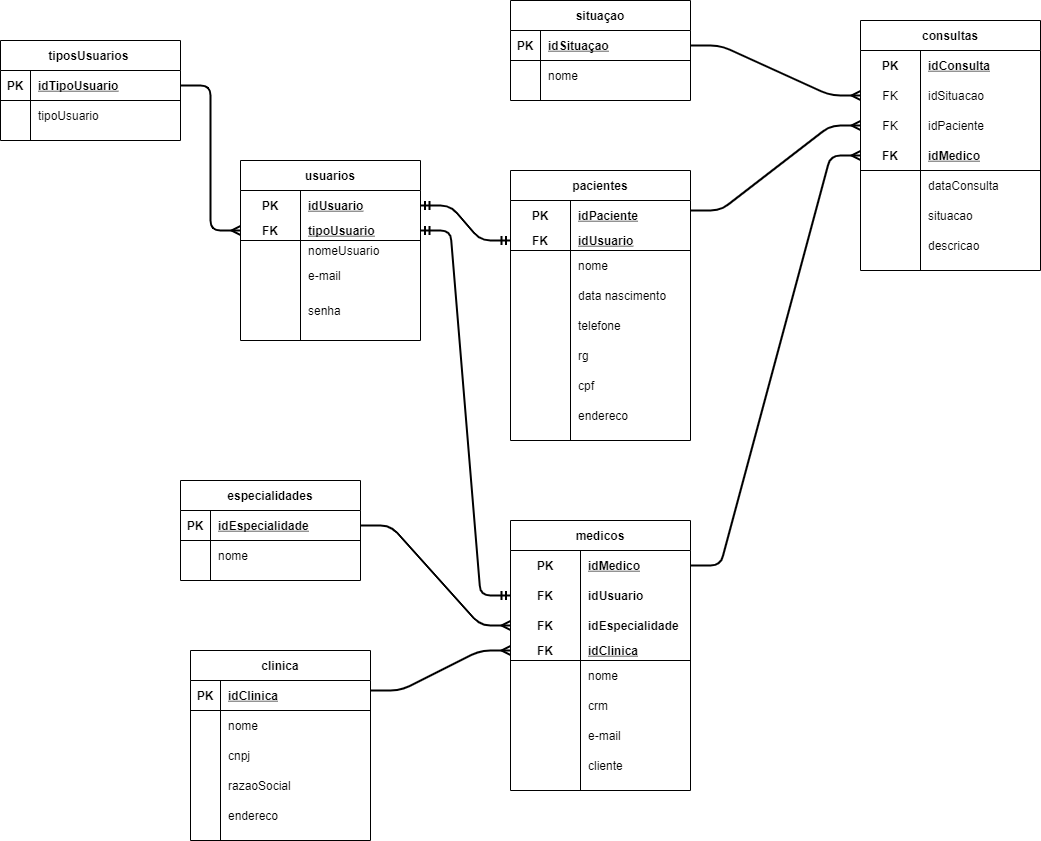 tiposUsuarios
PK idTipoUsuario
tipoUsuario
situaçao
PK idSituaçao
nome
consultas
PK idConsulta
FK idSituacao
FK idPaciente
FK idMedico
dataConsulta
situacao
descricao
usuarios
PK idUsuario
FK tipoUsuario
nomeUsuario
e-mail
senha
pacientes
PK idPaciente
FK idUsuario
nome
data nascimento
telefone
rg
cpf
endereco
especialidades
PK idEspecialidade
nome
medicos
PK idMedico
FK idUsuario
FK idEspecialidade
FK idClinica
nome
crm
e-mail
cliente
clinica
PK idClinica
nome
cnpj
razaoSocial
endereco